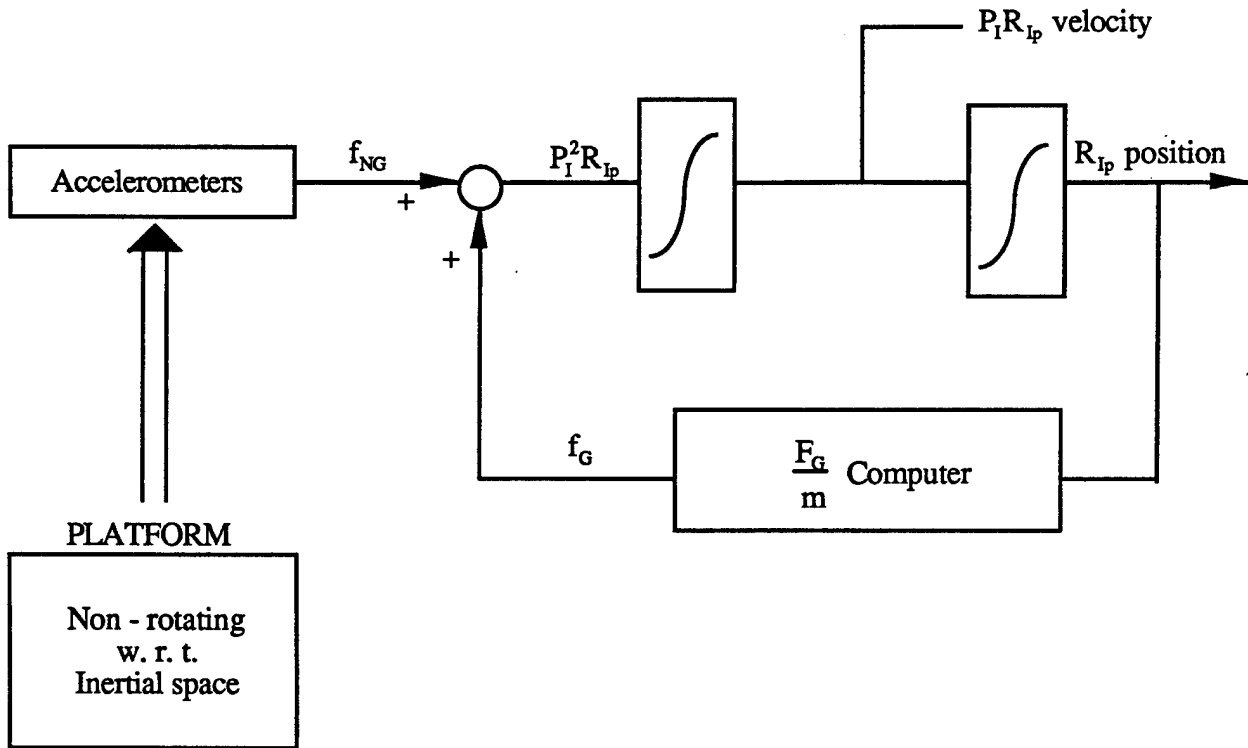 P_I R_Ip velocity
Accelerometers
f_NG
+
+
P_I^2 R_Ip
R_Ip position
f_G
F_G
m
Computer
PLATFORM
Non - rotating
w. r. t.
Inertial space